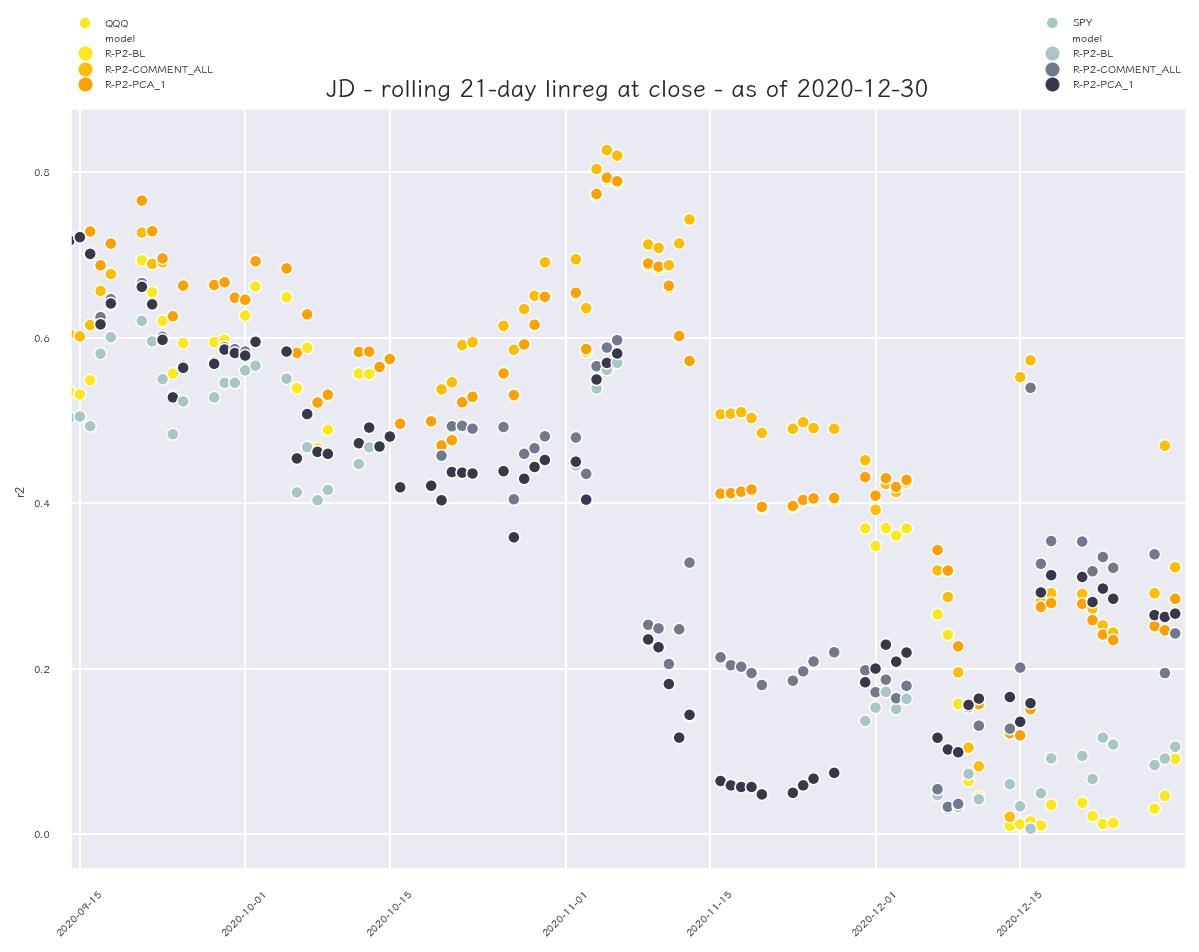 QQQ
model
R-P2-BL
R-P2-COMMENT_ALL
R-P2-PCA_1
SPY
model
R-P2-BL
R-P2-COMMENT_ALL
R-P2-PCA_1
JD - rolling 21-day linreg at close - as of 2020-12-30
0.8
0.6
0.4
0.2
0.0
r2
2020-09-15
2020-10-01
2020-10-15
2020-11-01
2020-11-15
2020-12-01
2020-12-15